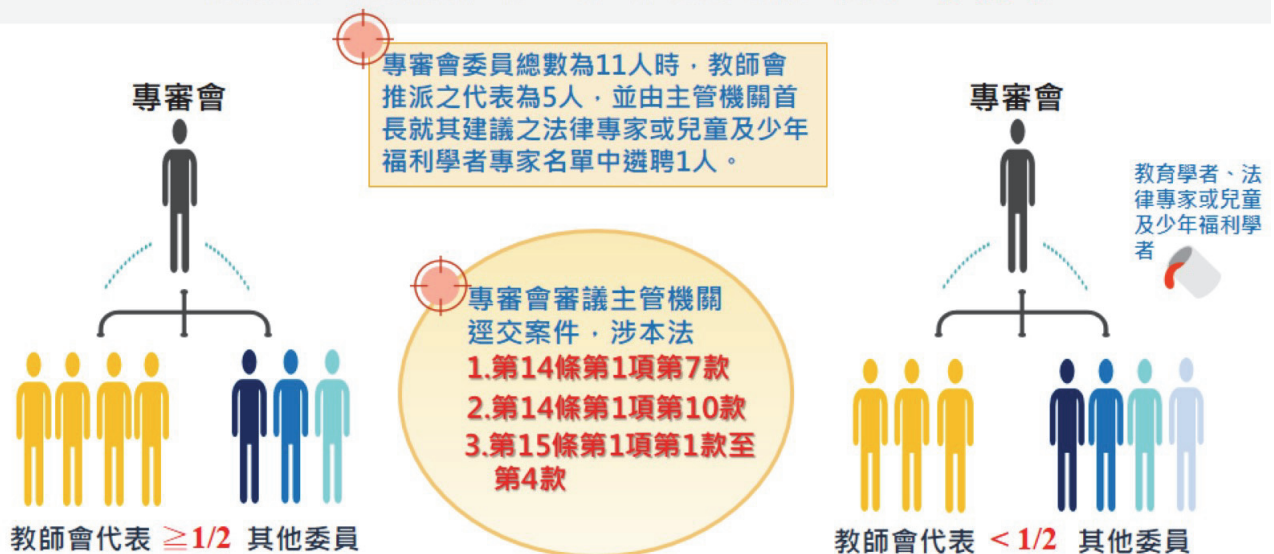 專審會委員總數為11人時，教師會
推派之代表為5人，並由主管機關首
長就其建議之法律專家或兒童及少年
福利學者專家名單中遴聘1人。
專審會
專審會
教育學者、法
律專家或兒童
及少年福利學
者
專審會審議主管機關
逕交案件，涉本法
1.第14條第1項第7款
2.第14條第1項第10款
3.第15條第1項第1款至
第4款
教師會代表 ≧1/2 其他委員
教師會代表 < 1/2 其他委員